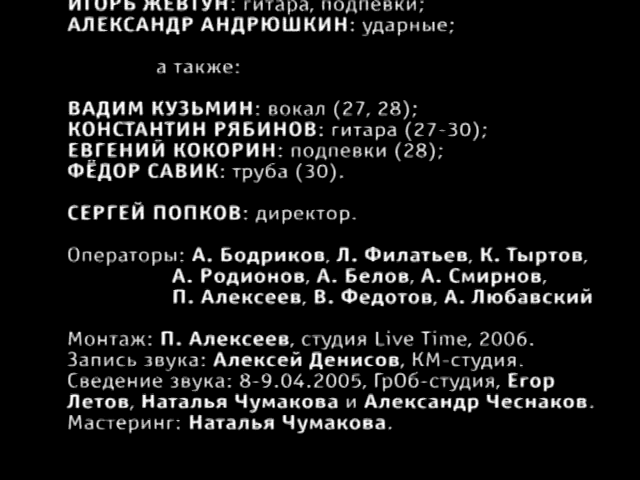 ИГОРЬ ЖЕВТУН: гитара, подпевки;
АЛЕКСАНДР АНДРЮШКИН: ударные;
а также:
ВАДИМ КУЗЬМИН: вокал (27, 28);
КОНСТАНТИН РЯБИНОВ: гитара (27-30);
ЕВГЕНИЙ КОКОРИН: подпевки (28);
ФЁДОР САВИК: труба (30).
СЕРГЕЙ ПОПКОВ: директор.
Операторы: А. Бодриков, Л. Филатьев, К. Тыртов,
А. Родионов, А. Белов, А. Смирнов,
П. Алексеев, В. Федотов, А. Любавский
Монтаж: П. Алексеев, студия Live Time, 2006.
Запись звука: Алексей Денисов, КМ-студия.
Сведение звука: 8-9.04.2005, ГрОб-студия, Егор
Летов, Наталья Чумакова и Александр Чеснаков.
Мастеринг: Наталья Чумакова.